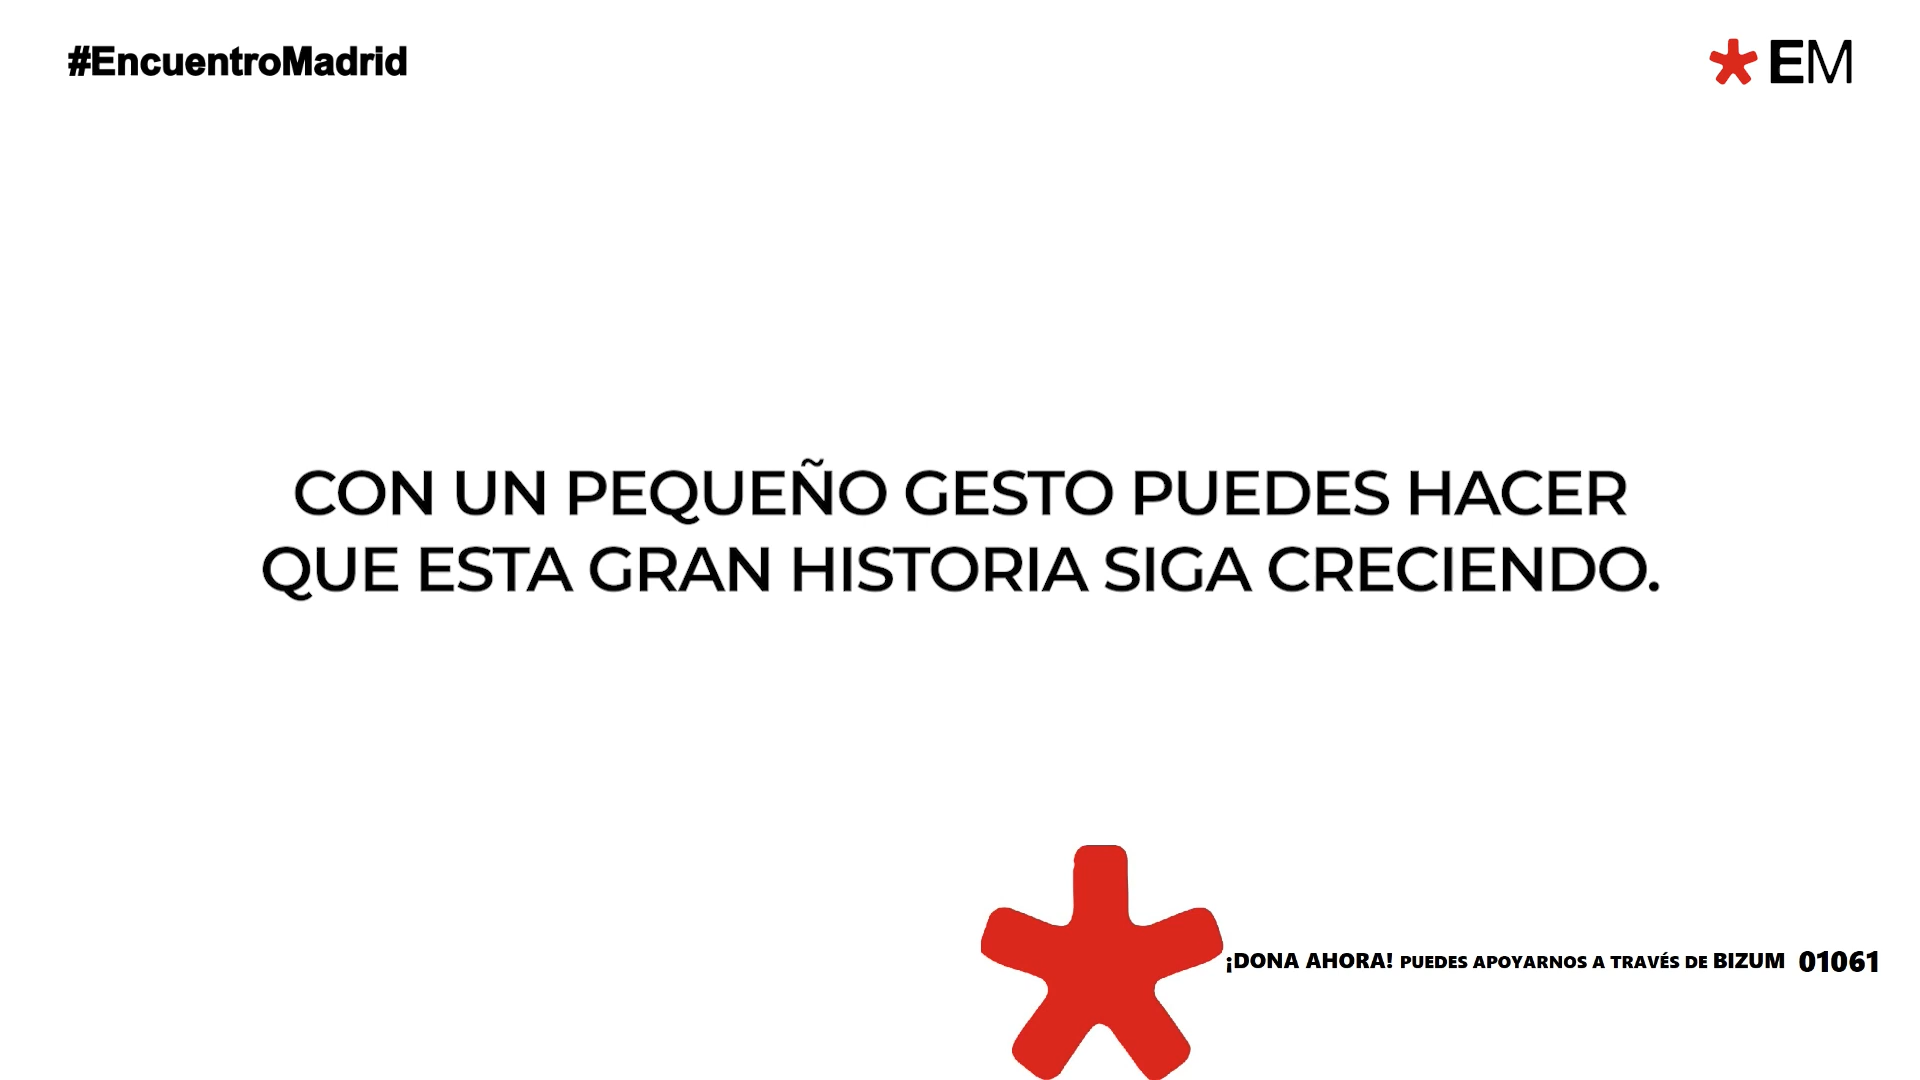 #EncuentroMadrid
EM
CON UN PEQUEÑO GESTO PUEDES HACER
QUE ESTA GRAN HISTORIA SIGA CRECIENDO.
¡DONA AHORA! PUEDES APOYARNOS A TRAVÉS DE BIZUM 01061